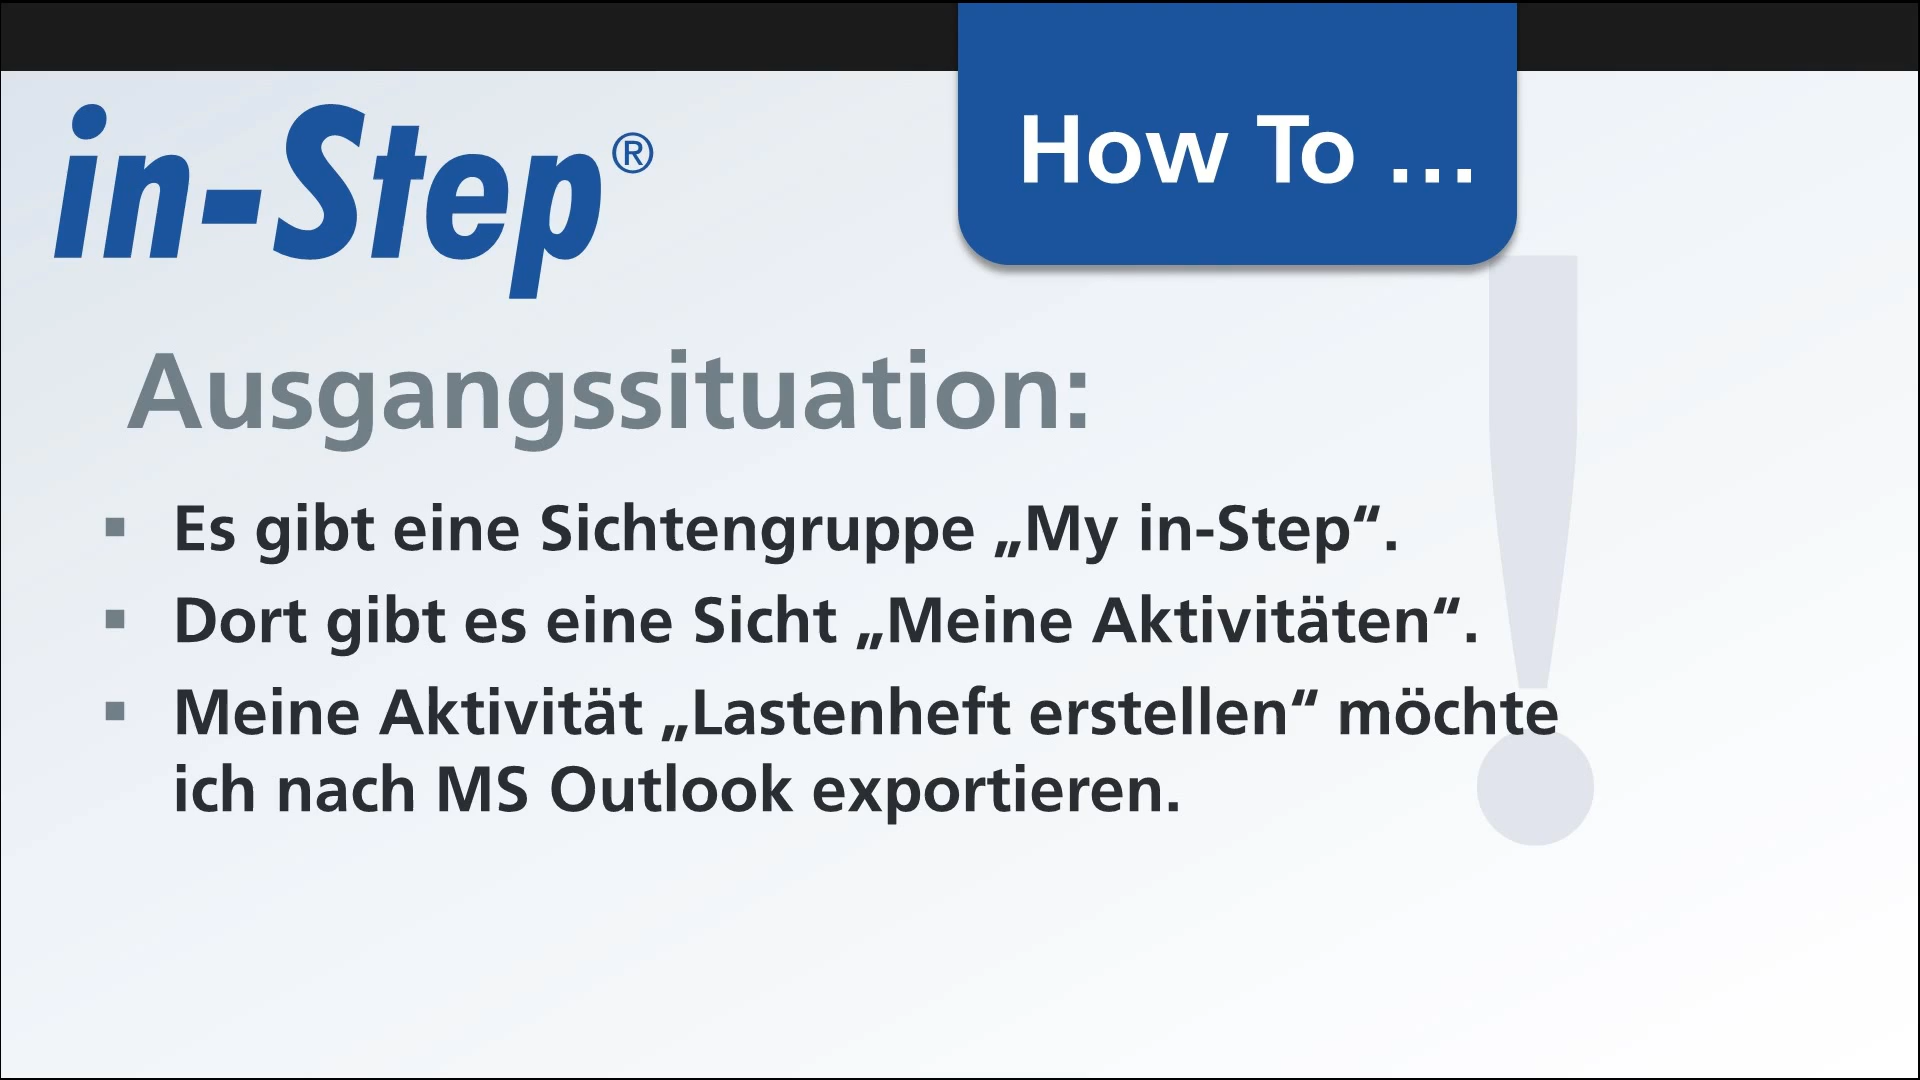 in-Step®
How To ...
Ausgangssituation:
▪ Es gibt eine Sichtengruppe „My in-Step“.
▪ Dort gibt es eine Sicht „Meine Aktivitäten“.
▪ Meine Aktivität „Lastenheft erstellen“ möchte
ich nach MS Outlook exportieren.